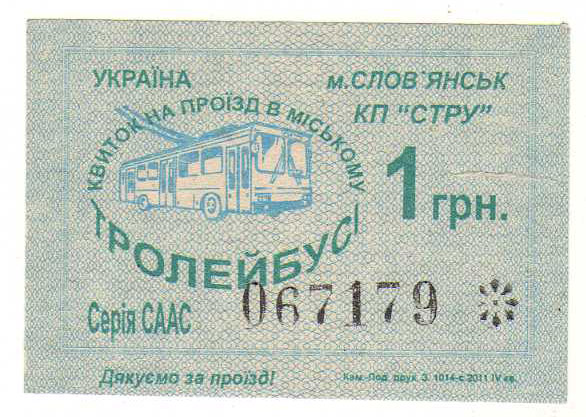 УКРАЇНА
м.СЛОВ`ЯНСЬК
КП "СТРУ"
КВИТОК НА ПРОЇЗД В МІСЬКОМУ
ТРОЛЕЙБУСІ
1 грн.
Серія СААС
067179
Дякуємо за проїзд!
Кам. Под. друк. З. 1014-с 2011 IV кв.